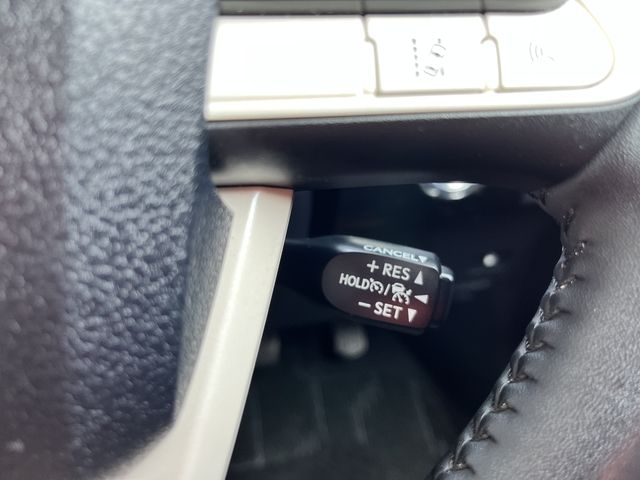 CANCEL
+ RES
HOLD /
− SET